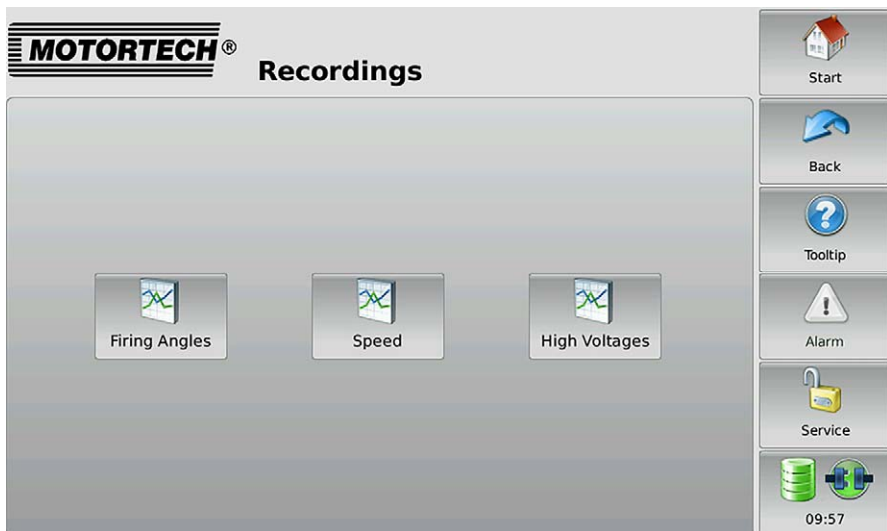 MOTORTECH®
Recordings
Firing Angles
Speed
High Voltages
Start
Back
Tooltip
Alarm
Service
09:57